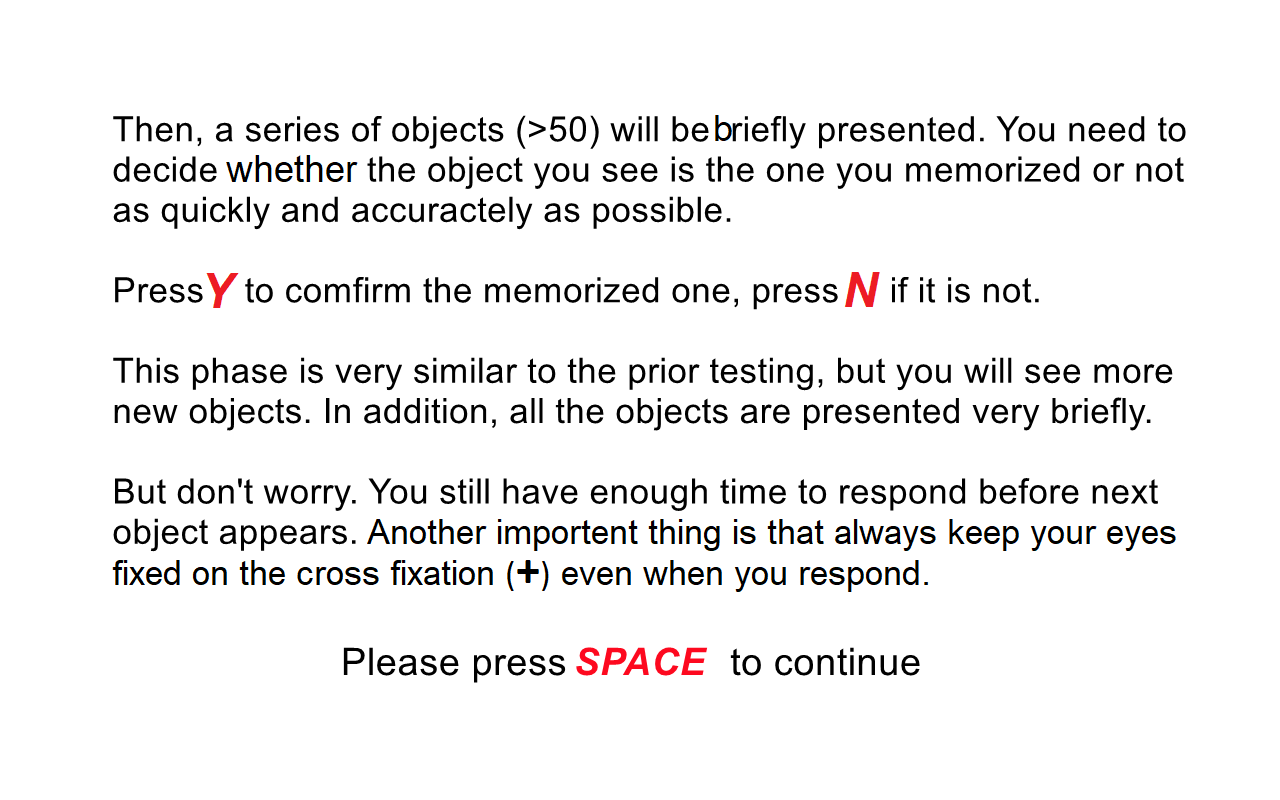 Then, a series of objects (>50) will be briefly presented. You need to
decide whether the object you see is the one you memorized or not
as quickly and accuractely as possible.
Press Y to comfirm the memorized one, press N if it is not.
This phase is very similar to the prior testing, but you will see more
new objects. In addition, all the objects are presented very briefly.
But don't worry. You still have enough time to respond before next
object appears. Another importent thing is that always keep your eyes
fixed on the cross fixation (+) even when you respond.
Please press SPACE to continue